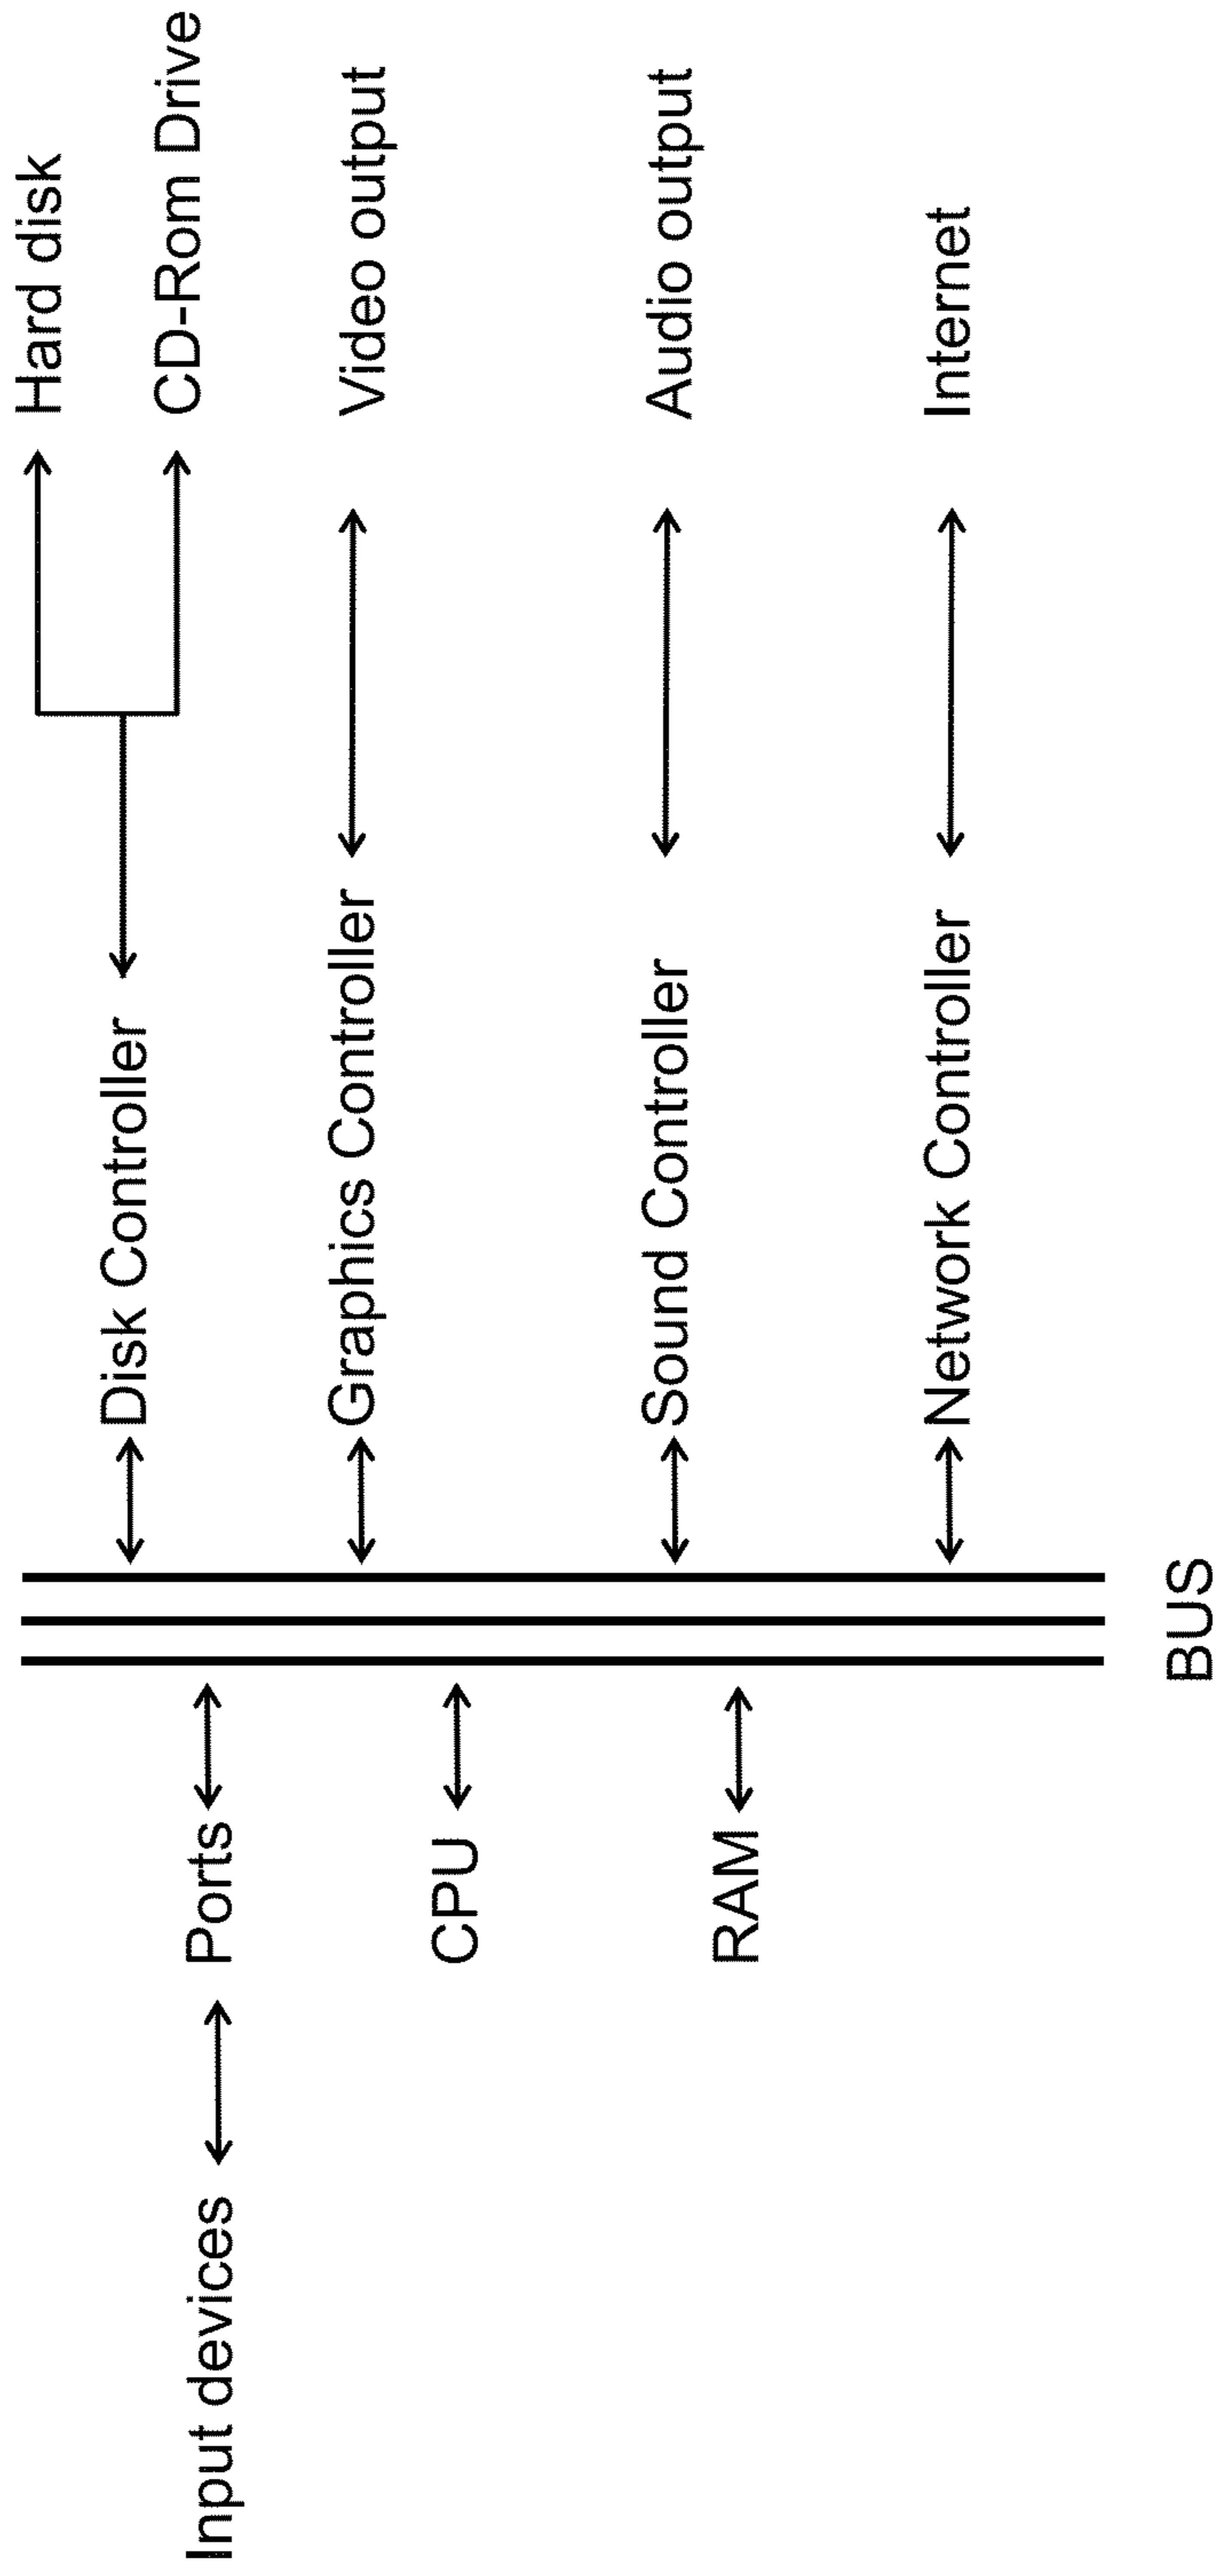 Hard disk
CD-Rom Drive
Disk Controller
Input devices
Ports
Graphics Controller
Video output
CPU
Sound Controller
Audio output
RAM
Network Controller
Internet
BUS